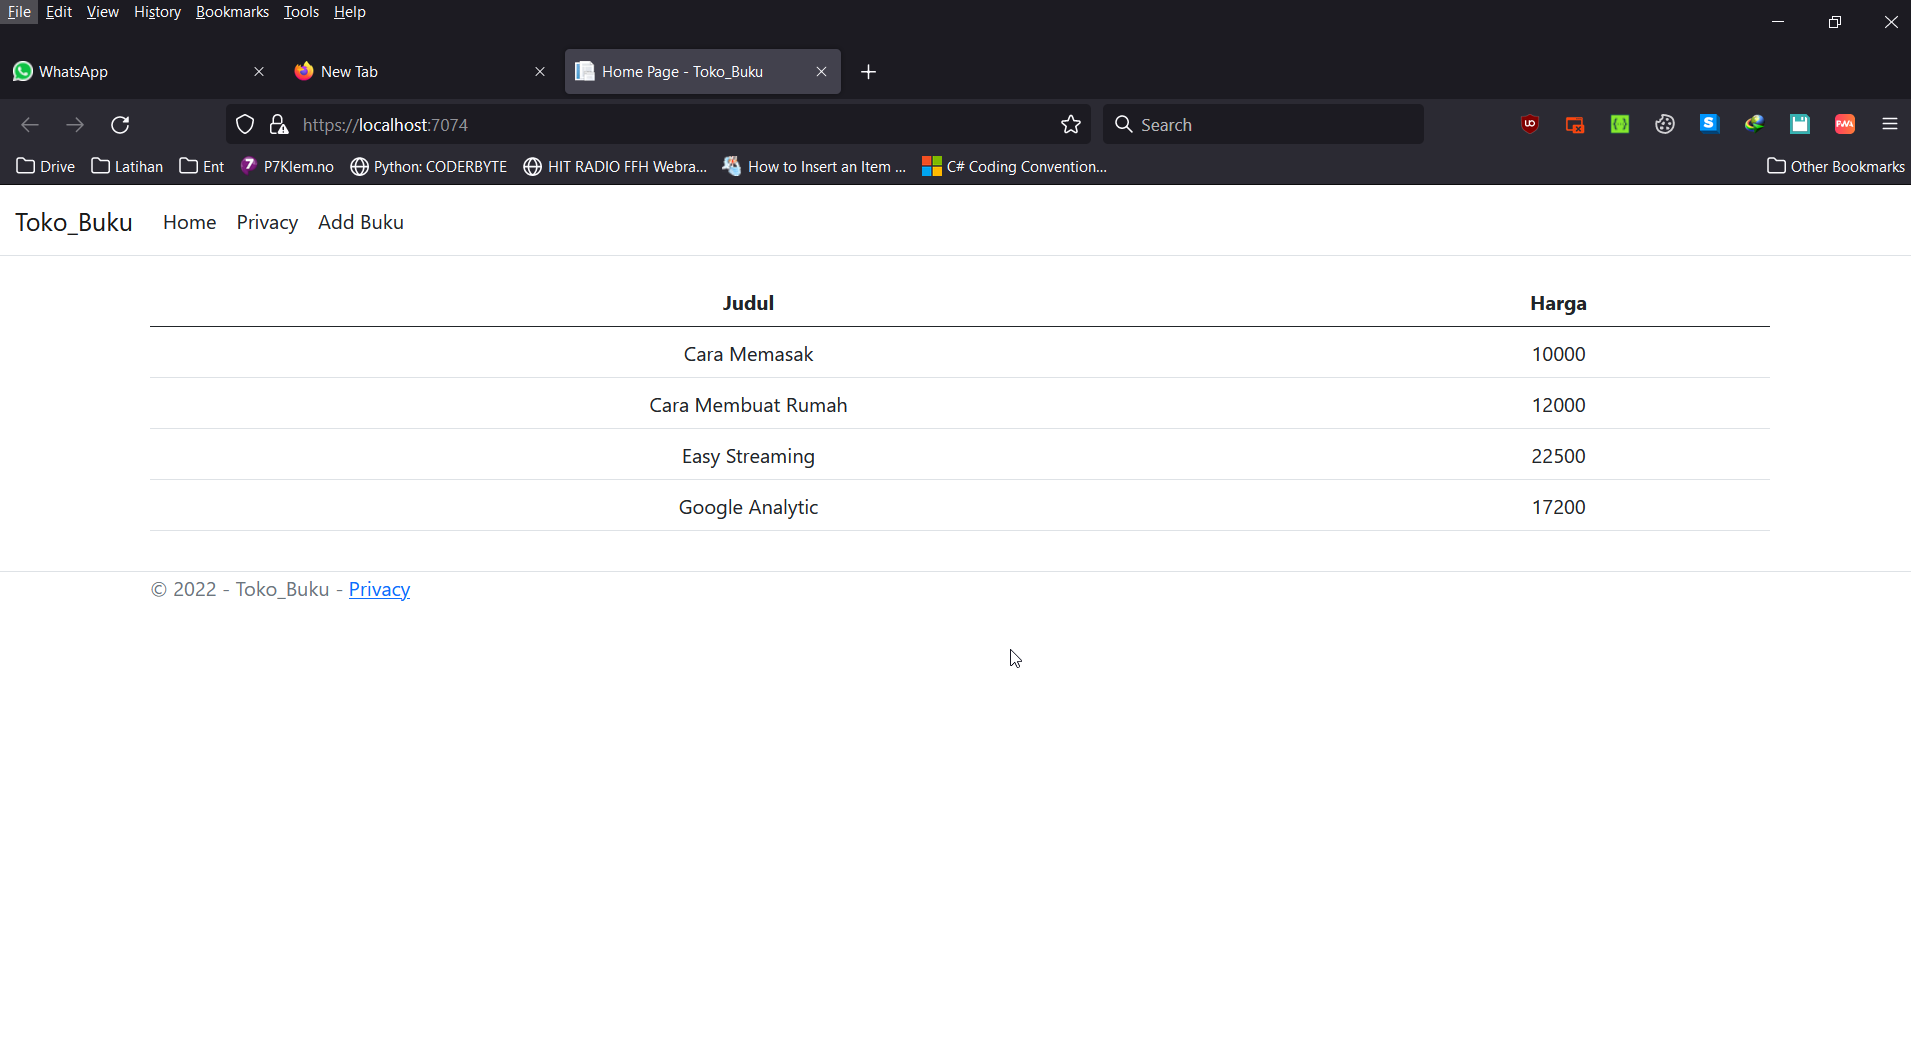 File Edit View History Bookmarks Tools Help
WhatsApp New Tab Home Page - Toko_Buku
https://localhost:7074 Search
Drive Latihan Ent P7Klem.no Python: CODERBYTE HIT RADIO FFH Webra... How to Insert an Item ... C# Coding Convention... Other Bookmarks
Toko_Buku Home Privacy Add Buku
Judul Harga
Cara Memasak 10000
Cara Membuat Rumah 12000
Easy Streaming 22500
Google Analytic 17200
© 2022 - Toko_Buku - Privacy